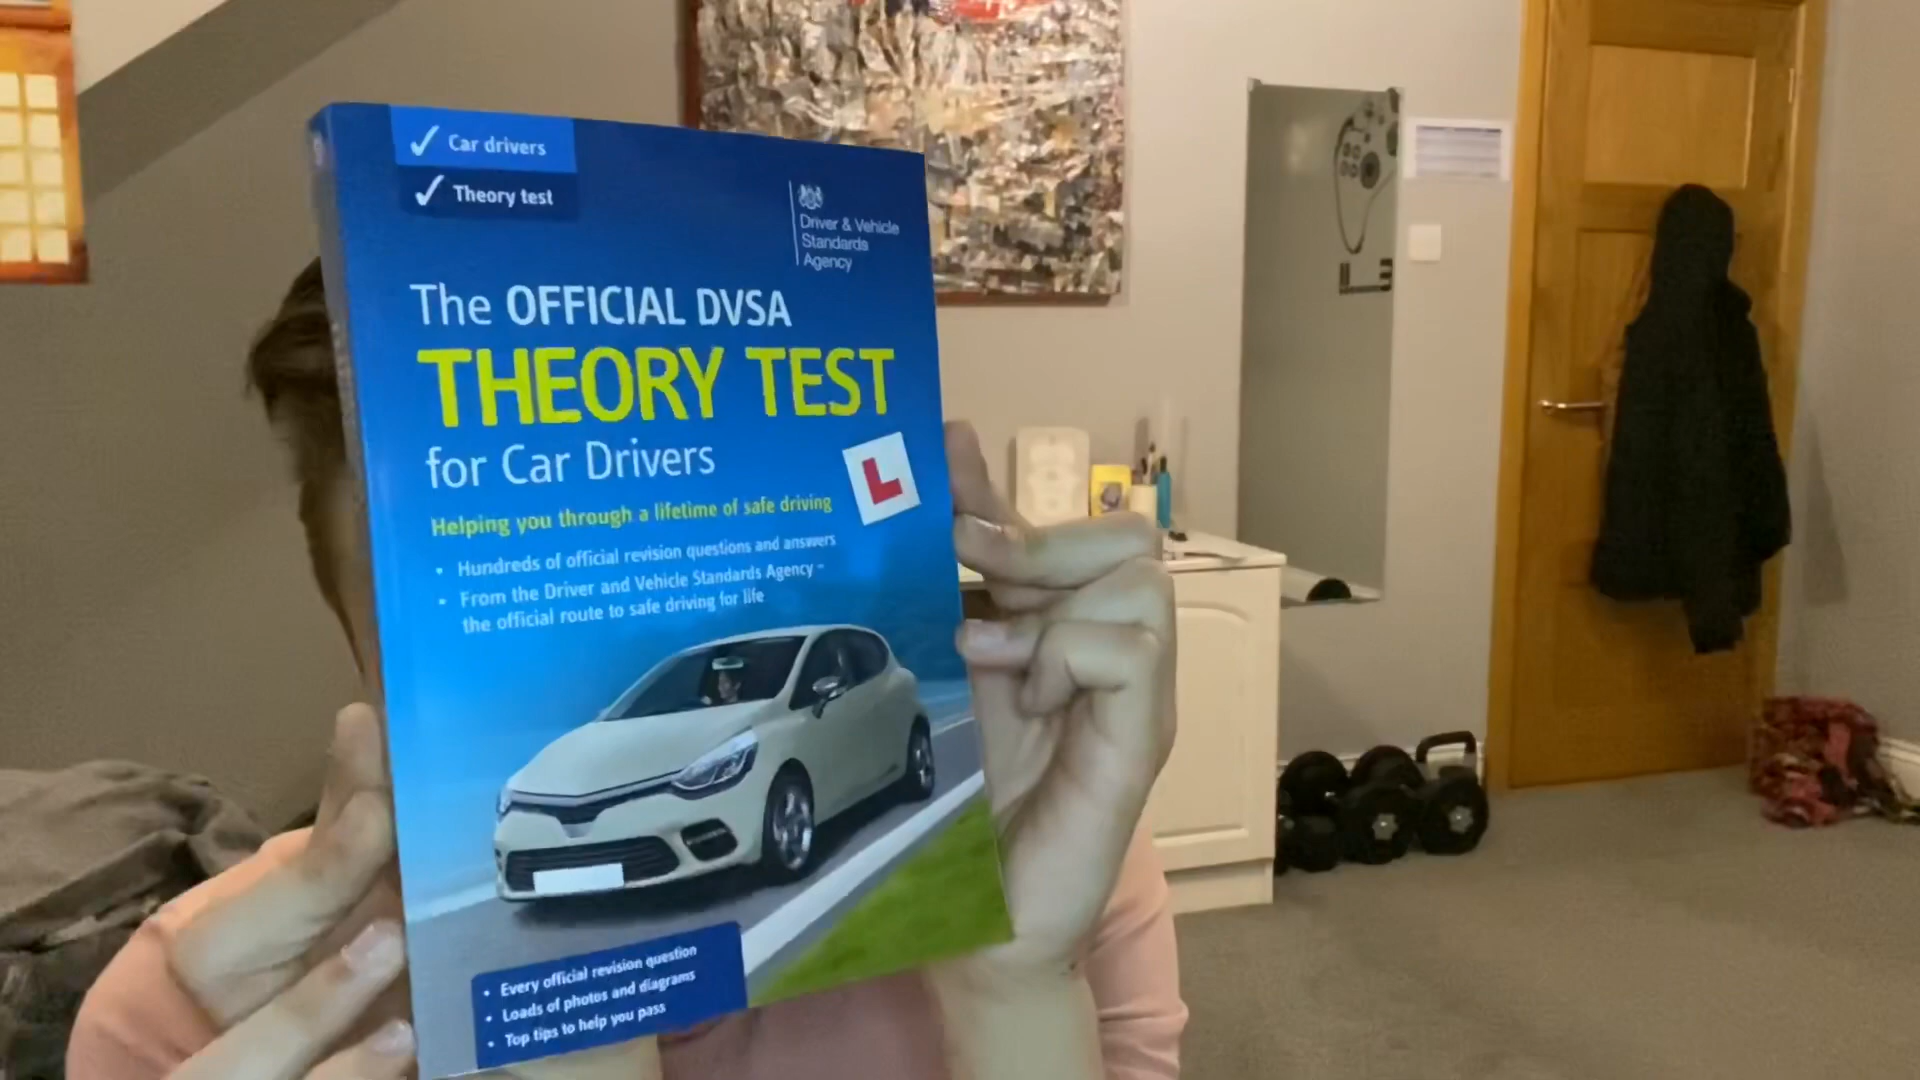 Car drivers
Theory test
Driver & Vehicle
Standards
Agency
The OFFICIAL DVSA
THEORY TEST
for Car Drivers
L
Helping you through a lifetime of safe driving
• Hundreds of official revision questions and answers
• From the Driver and Vehicle Standards Agency –
the official route to safe driving for life
• Every official revision question
• Loads of photos and diagrams
• Top tips to help you pass